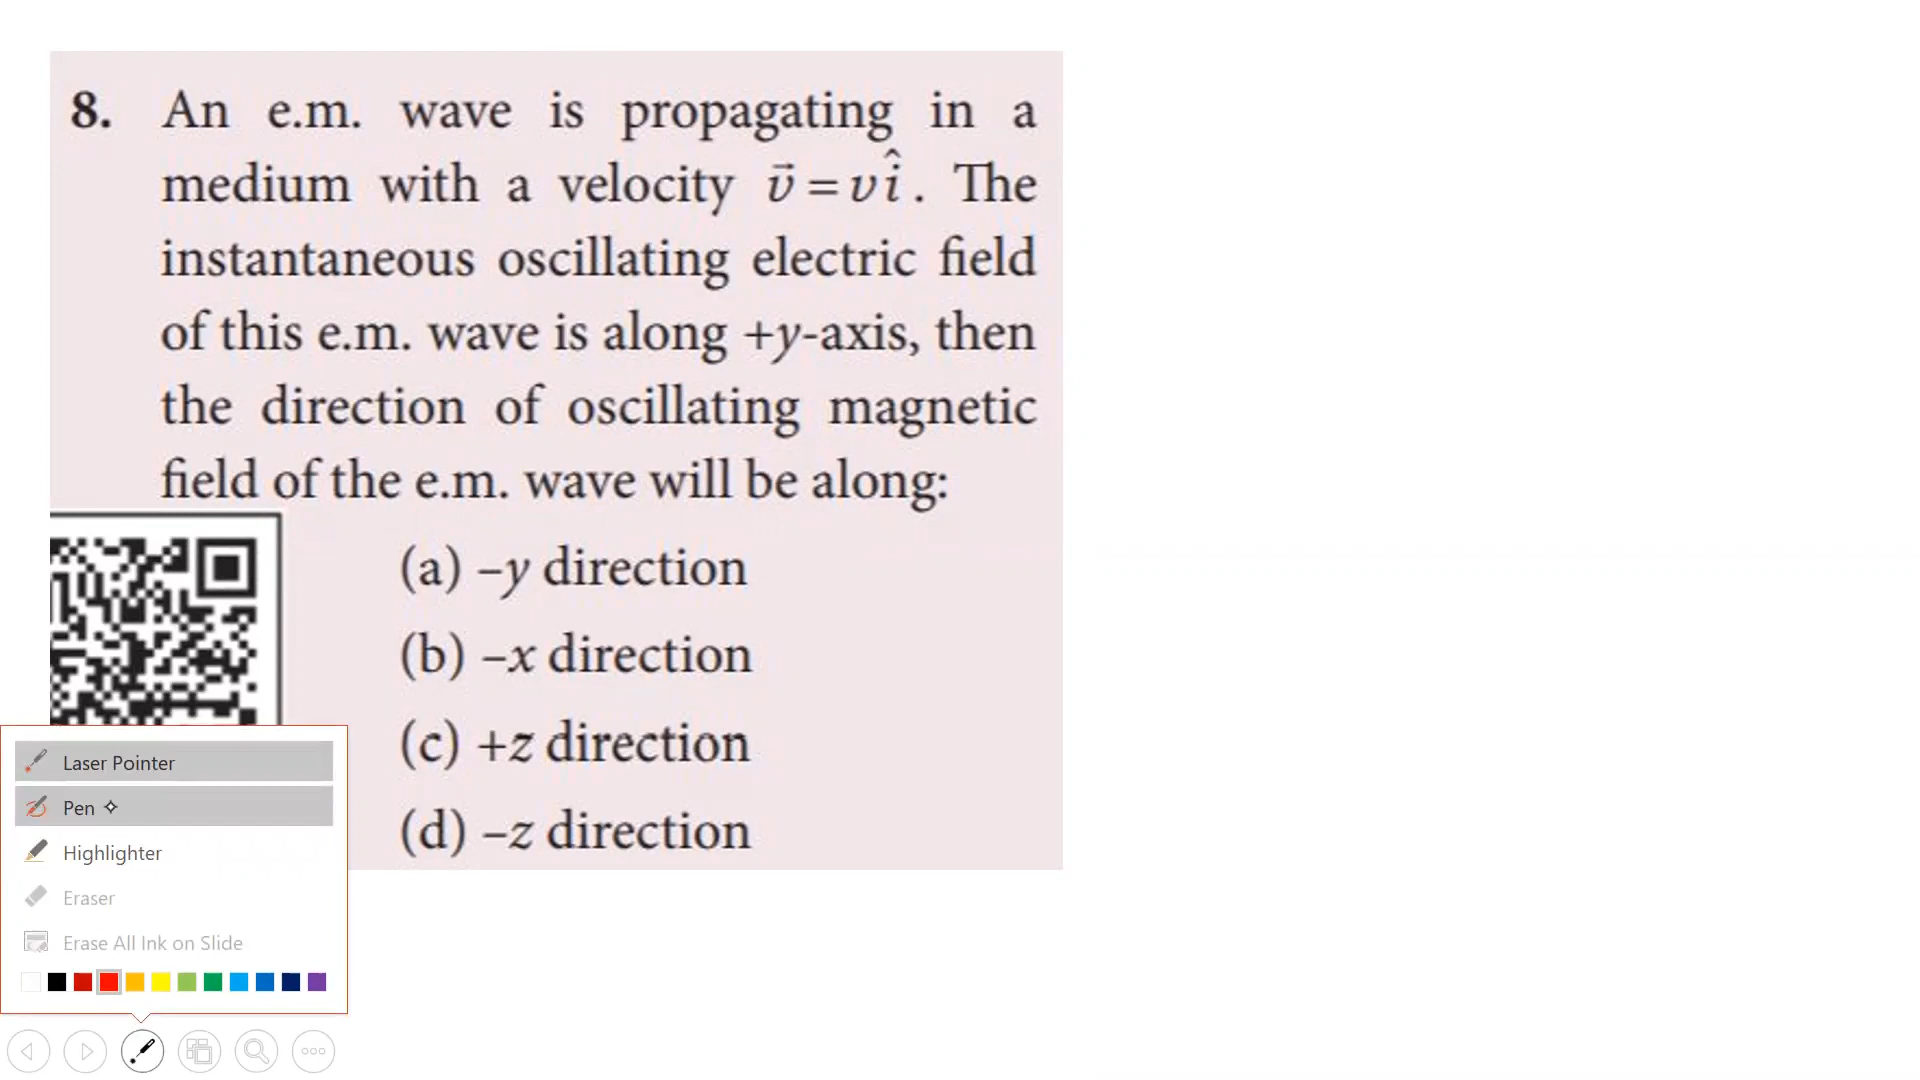 8. An e.m. wave is propagating in a
medium with a velocity v⃗ = vî. The
instantaneous oscillating electric field
of this e.m. wave is along +y-axis, then
the direction of oscillating magnetic
field of the e.m. wave will be along:
(a) –y direction
(b) –x direction
(c) +z direction
(d) –z direction
Laser Pointer
Pen
Highlighter
Eraser
Erase All Ink on Slide